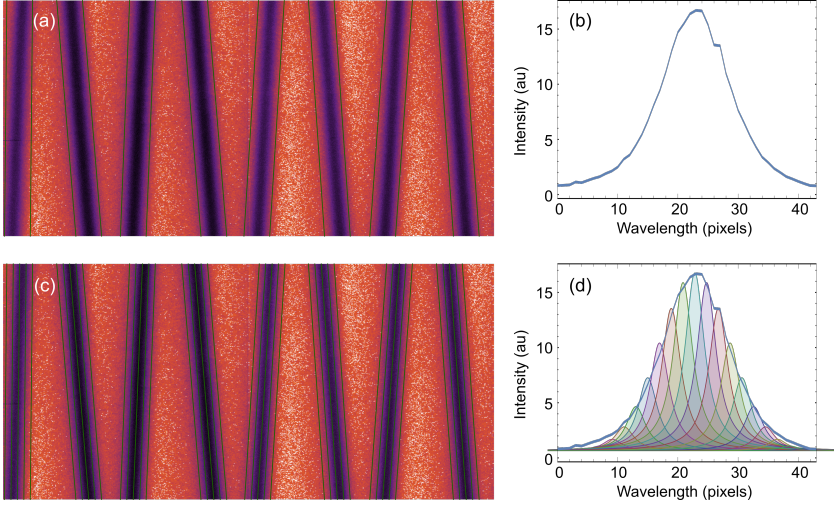 (a)
(b)
Intensity (au)
15
10
5
0
0 10 20 30 40
Wavelength (pixels)
(c)
(d)
Intensity (au)
15
10
5
0
0 10 20 30 40
Wavelength (pixels)